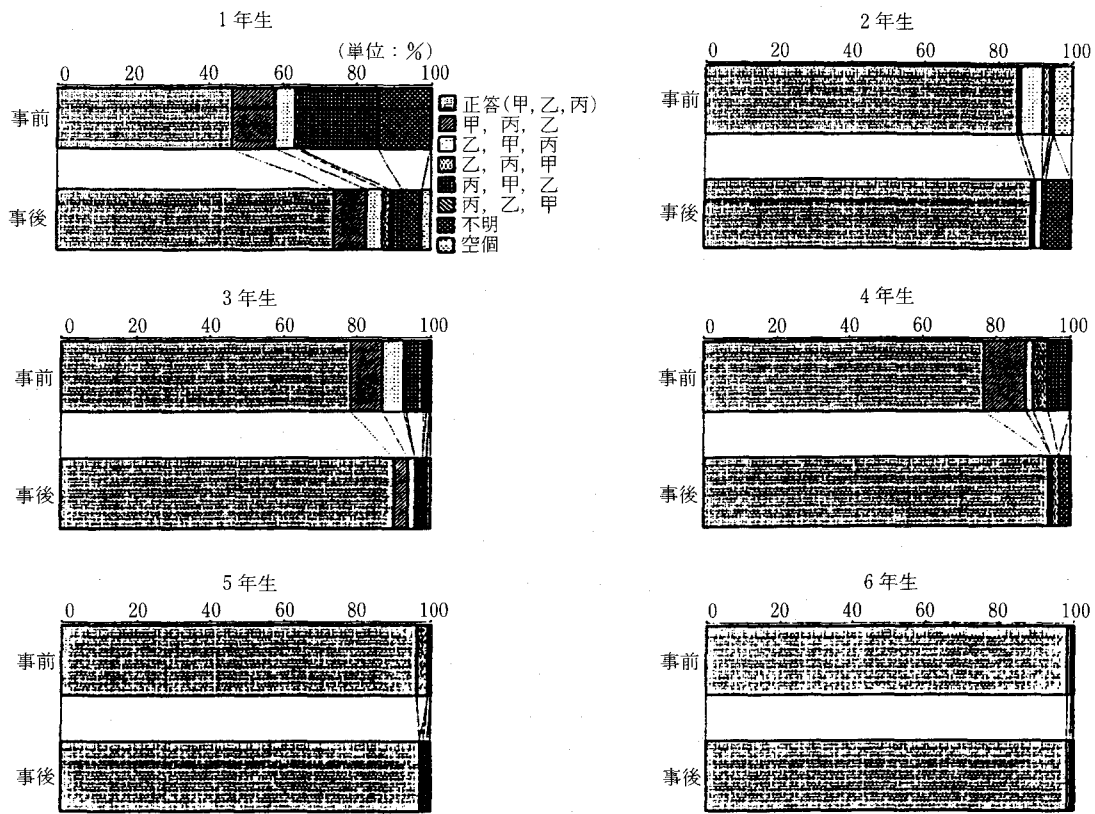 1年生
(単位：％)
0 20 40 60 80 100
事前
事後
正答(甲,乙,丙)
甲，丙，乙
乙，甲，丙
乙，丙，甲
丙，甲，乙
丙，乙，甲
不明
空個
2年生
0 20 40 60 80 100
事前
事後
3年生
0 20 40 60 80 100
事前
事後
4年生
0 20 40 60 80 100
事前
事後
5年生
0 20 40 60 80 100
事前
事後
6年生
0 20 40 60 80 100
事前
事後